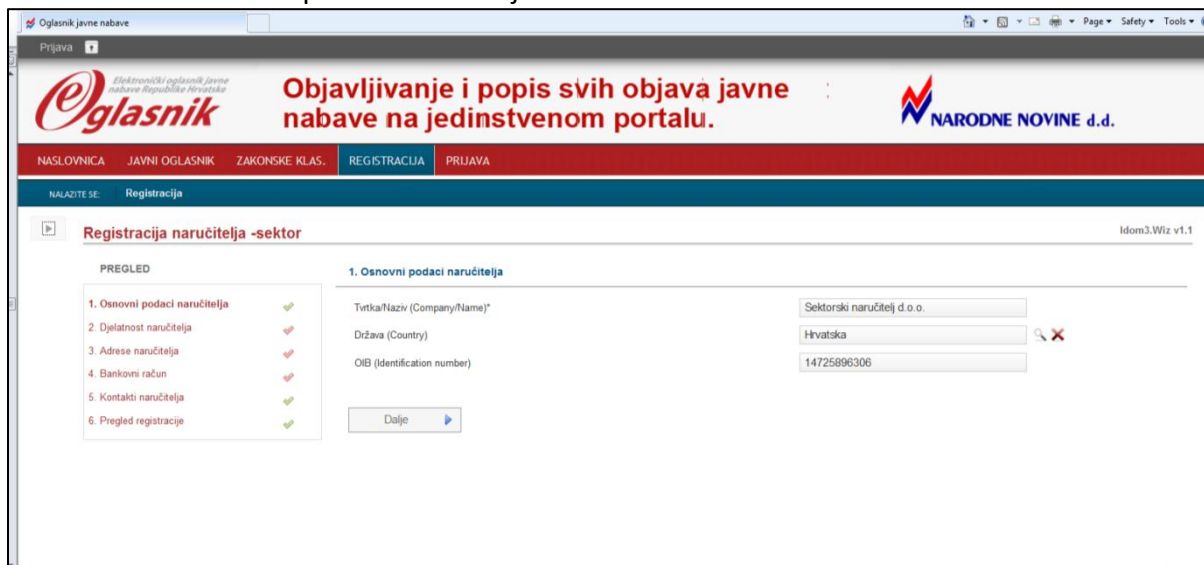 Oglasnik javne nabave
Page Safety Tools
Prijava
Elektronički oglasnik javne
nabave Republike Hrvatske
Oglasnik
Objavljivanje i popis svih objava javne
nabave na jedinstvenom portalu.
NARODNE NOVINE d.d.
NASLOVNICA JAVNI OGLASNIK ZAKONSKE KLAS. REGISTRACIJA PRIJAVA
NALAZITE SE: Registracija
Registracija naručitelja -sektor
Idom3.Wiz v1.1
PREGLED
1. Osnovni podaci naručitelja
2. Djelatnost naručitelja
3. Adrese naručitelja
4. Bankovni račun
5. Kontakti naručitelja
6. Pregled registracije
1. Osnovni podaci naručitelja
Tvrtka/Naziv (Company/Name)* Sektorski naručitelj d.o.o.
Država (Country) Hrvatska
OIB (Identification number) 14725896306
Dalje